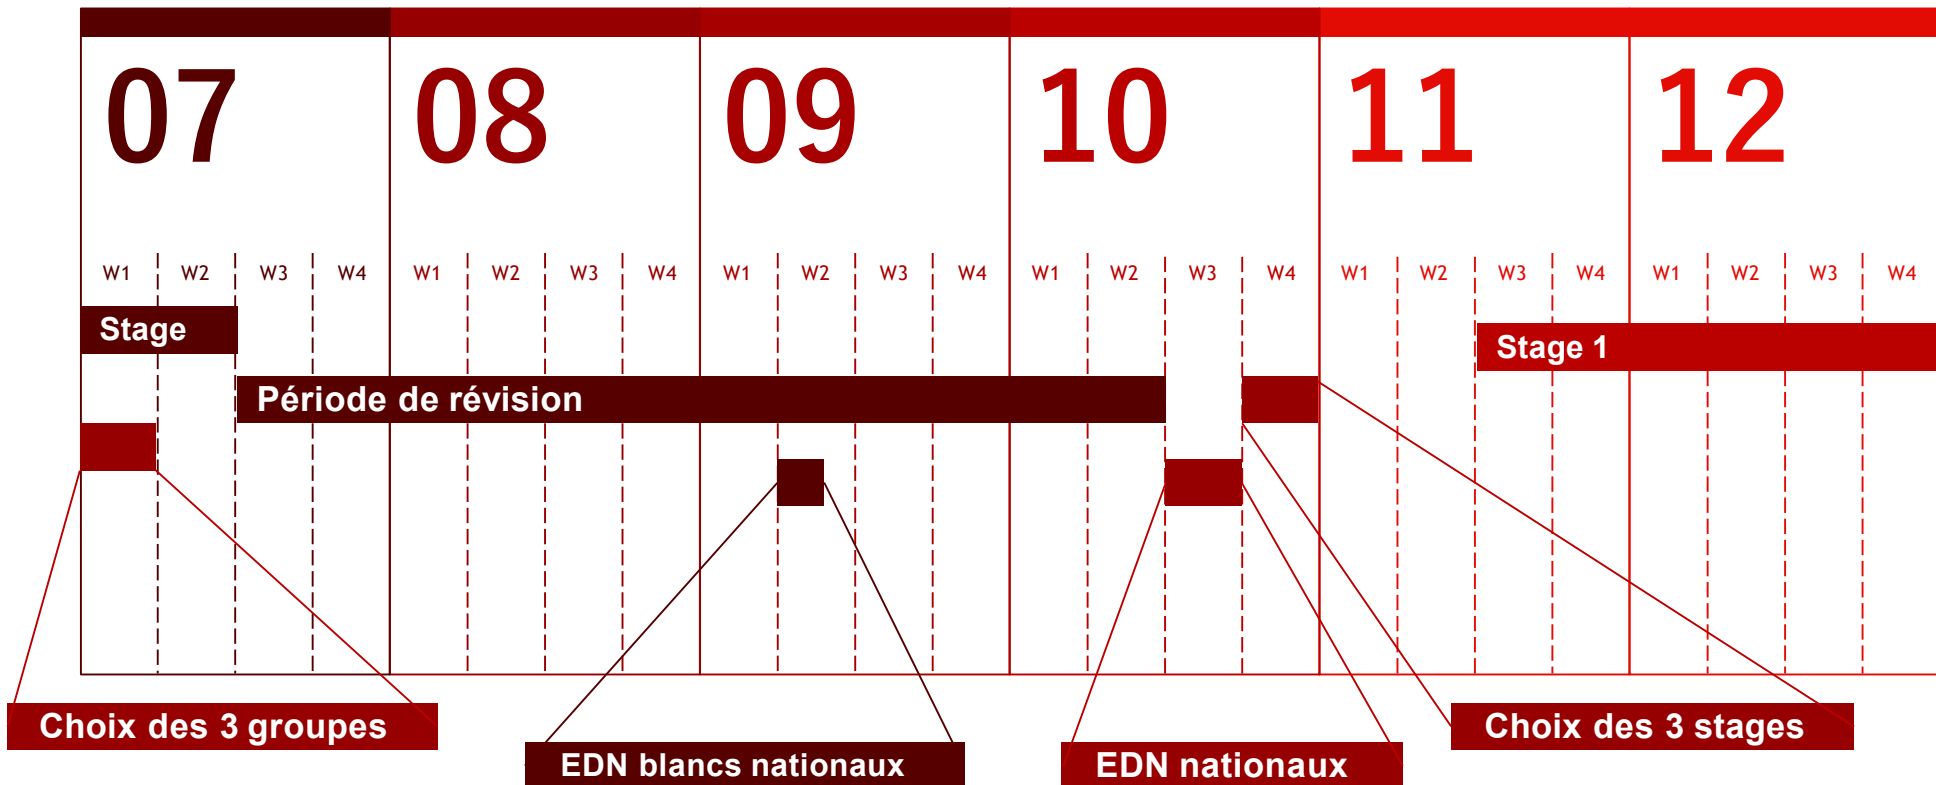 07 08 09 10 11 12
W1 W2 W3 W4 W1 W2 W3 W4 W1 W2 W3 W4 W1 W2 W3 W4 W1 W2 W3 W4 W1 W2 W3 W4
Stage
Stage 1
Période de révision
Choix des 3 groupes
Choix des 3 stages
EDN blancs nationaux
EDN nationaux